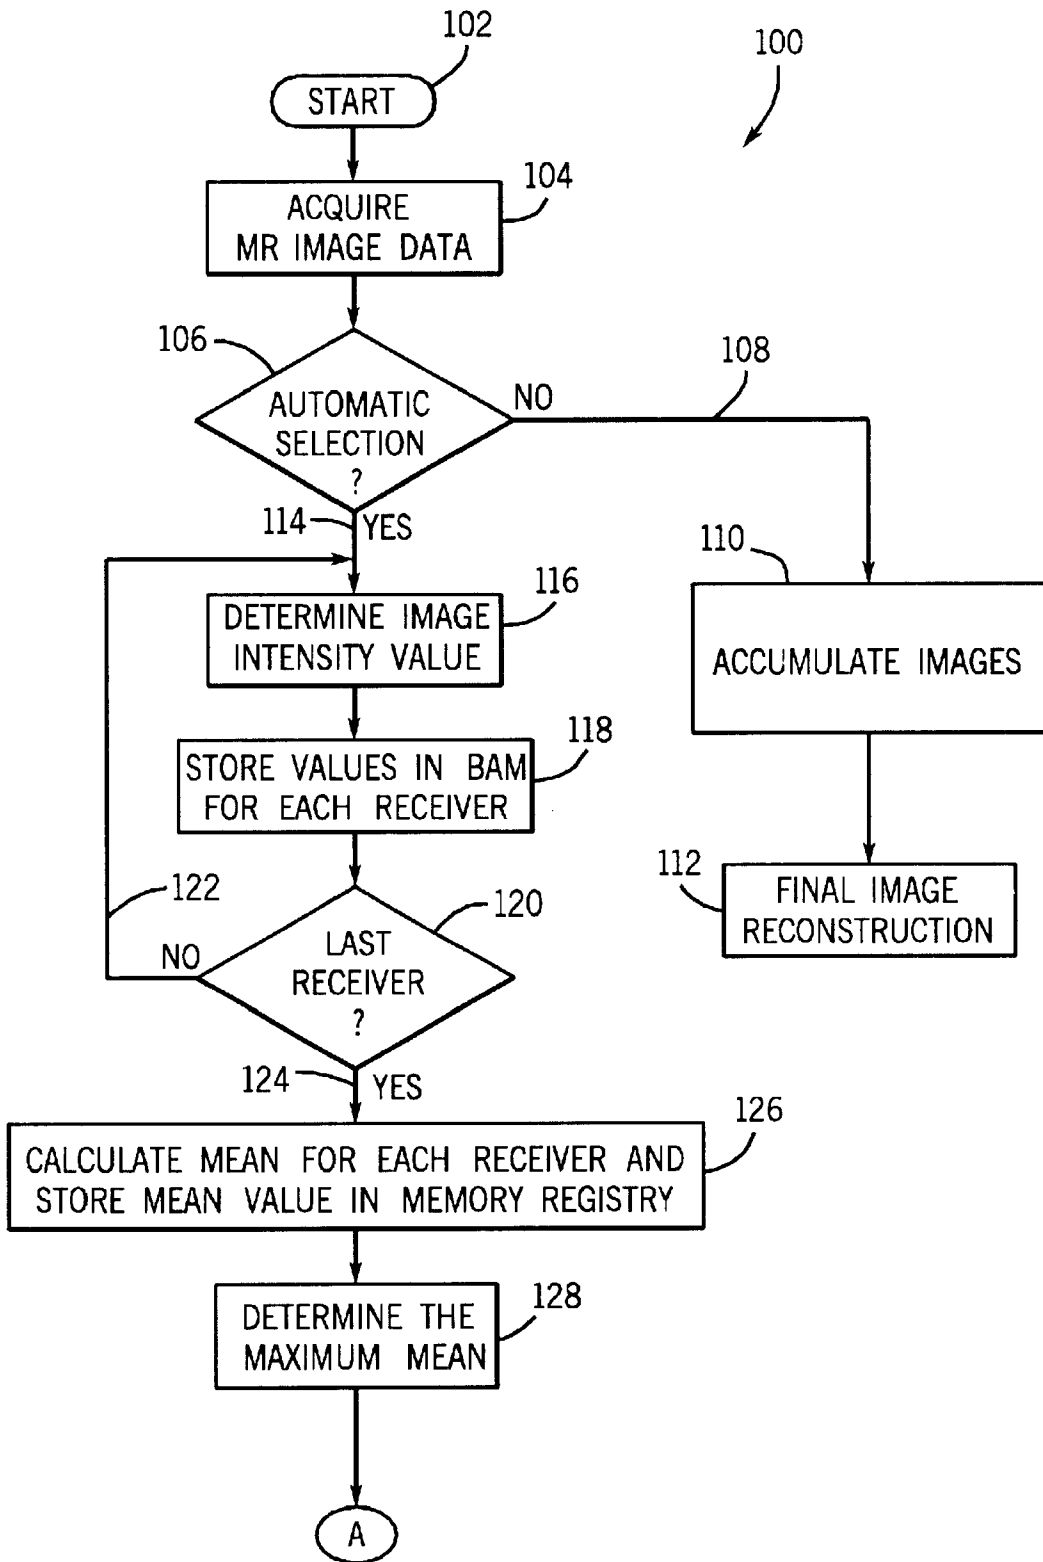 102
100
START
104
ACQUIRE
MR IMAGE DATA
106
108
NO
AUTOMATIC
SELECTION
?
114
YES
110
116
DETERMINE IMAGE
INTENSITY VALUE
ACCUMULATE IMAGES
118
STORE VALUES IN BAM
FOR EACH RECEIVER
112
FINAL IMAGE
RECONSTRUCTION
122
120
NO
LAST
RECEIVER
?
124
YES
126
CALCULATE MEAN FOR EACH RECEIVER AND
STORE MEAN VALUE IN MEMORY REGISTRY
128
DETERMINE THE
MAXIMUM MEAN
A